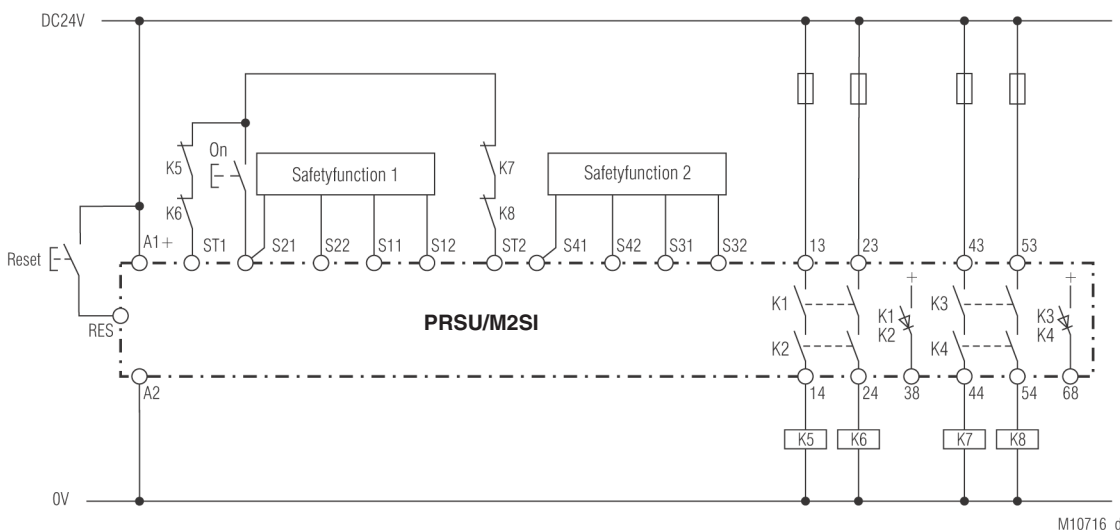 DC24V
On
K5
K6
Safetyfunction 1
K7
K8
Safetyfunction 2
Reset
A1+
ST1
S21
S22
S11
S12
ST2
S41
S42
S31
S32
13
23
43
53
RES
PRSU/M2SI
K1
K2
K1
K2
K3
K4
K3
K4
A2
14
24
38
44
54
68
+
+
K5
K6
K7
K8
0V
M10716_d